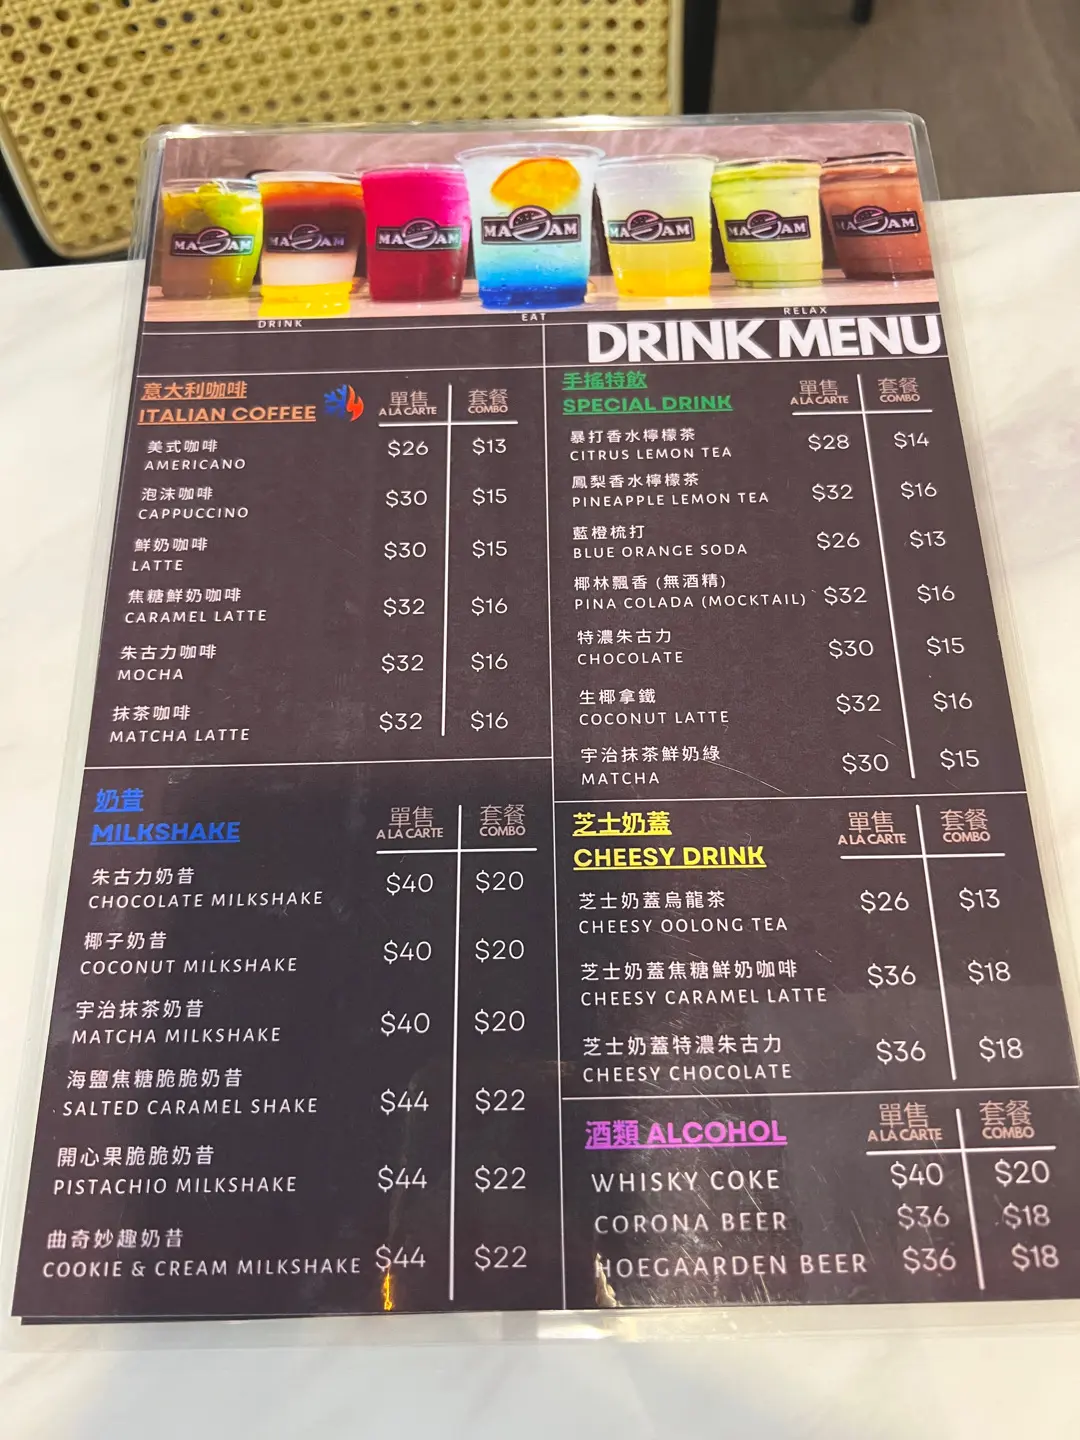 MA AM
MA AM
MA AM
MA AM
MA AM
MA AM
MA AM
DRINK
EAT
RELAX
DRINK MENU
意大利咖啡
ITALIAN COFFEE
單售 套餐
A LA CARTE COMBO
美式咖啡
AMERICANO $26 $13
泡沫咖啡
CAPPUCCINO $30 $15
鮮奶咖啡
LATTE $30 $15
焦糖鮮奶咖啡
CARAMEL LATTE $32 $16
朱古力咖啡
MOCHA $32 $16
抹茶咖啡
MATCHA LATTE $32 $16
奶昔
MILKSHAKE
單售 套餐
A LA CARTE COMBO
朱古力奶昔
CHOCOLATE MILKSHAKE $40 $20
椰子奶昔
COCONUT MILKSHAKE $40 $20
宇治抹茶奶昔
MATCHA MILKSHAKE $40 $20
海鹽焦糖脆脆奶昔
SALTED CARAMEL SHAKE $44 $22
開心果脆脆奶昔
PISTACHIO MILKSHAKE $44 $22
曲奇妙趣奶昔
COOKIE & CREAM MILKSHAKE $44 $22
手搖特飲
SPECIAL DRINK
單售 套餐
A LA CARTE COMBO
暴打香水檸檬茶
CITRUS LEMON TEA $28 $14
鳳梨香水檸檬茶
PINEAPPLE LEMON TEA $32 $16
藍橙梳打
BLUE ORANGE SODA $26 $13
椰林飄香 (無酒精)
PINA COLADA (MOCKTAIL) $32 $16
特濃朱古力
CHOCOLATE $30 $15
生椰拿鐵
COCONUT LATTE $32 $16
宇治抹茶鮮奶綠
MATCHA $30 $15
芝士奶蓋
CHEESY DRINK
單售 套餐
A LA CARTE COMBO
芝士奶蓋烏龍茶
CHEESY OOLONG TEA $26 $13
芝士奶蓋焦糖鮮奶咖啡
CHEESY CARAMEL LATTE $36 $18
芝士奶蓋特濃朱古力
CHEESY CHOCOLATE $36 $18
酒類 ALCOHOL
單售 套餐
A LA CARTE COMBO
WHISKY COKE $40 $20
CORONA BEER $36 $18
HOEGAARDEN BEER $36 $18